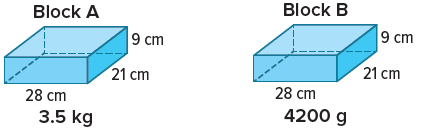 Block A
9 cm
21 cm
28 cm
3.5 kg
Block B
9 cm
21 cm
28 cm
4200 g